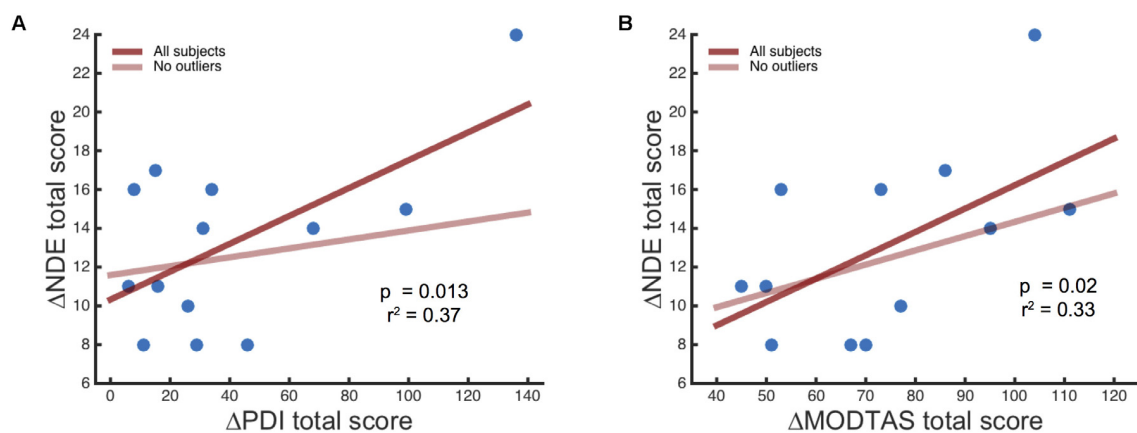 A
24
22
20
18
16
14
12
10
8
6
ΔNDE total score
All subjects
No outliers
p = 0.013
r² = 0.37
0 20 40 60 80 100 120 140
ΔPDI total score
B
24
22
20
18
16
14
12
10
8
6
ΔNDE total score
All subjects
No outliers
p = 0.02
r² = 0.33
40 50 60 70 80 90 100 110 120
ΔMODTAS total score